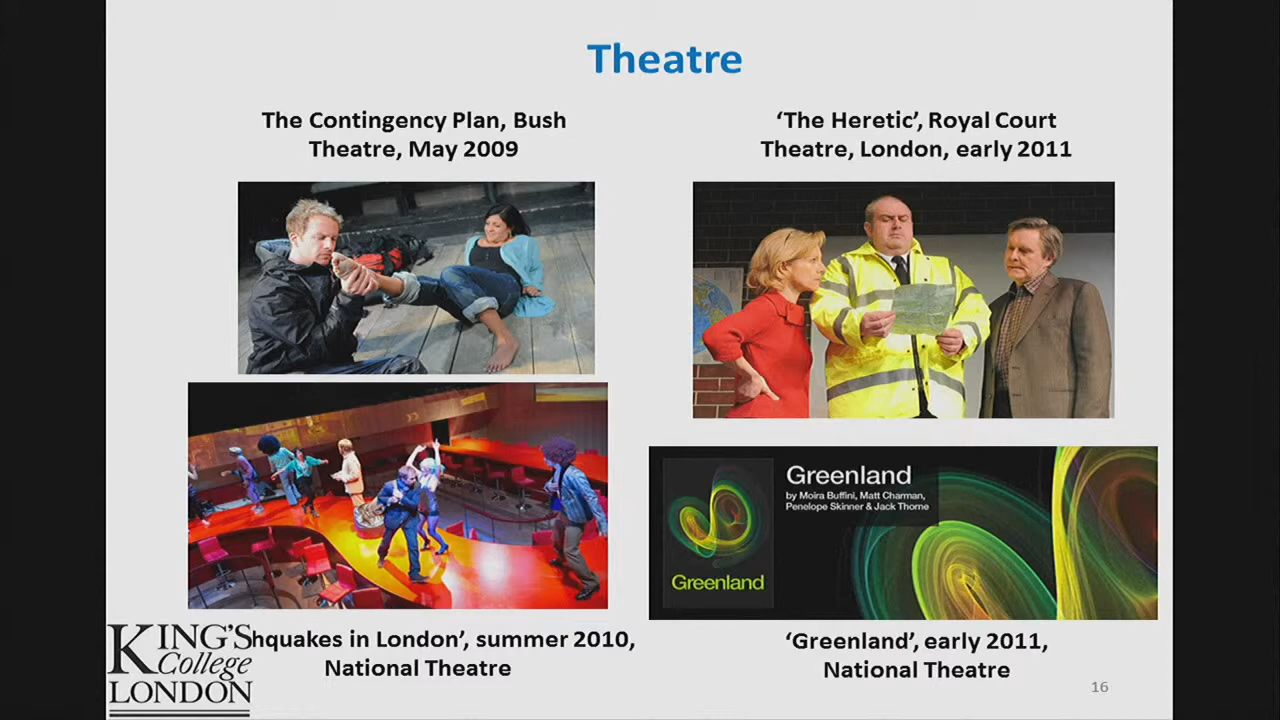 Theatre
The Contingency Plan, Bush
Theatre, May 2009
‘The Heretic’, Royal Court
Theatre, London, early 2011
Greenland
by Moira Buffini, Matt Charman,
Penelope Skinner & Jack Thorne
Greenland
hquakes in London’, summer 2010,
National Theatre
‘Greenland’, early 2011,
National Theatre
KING'S
College
LONDON
16